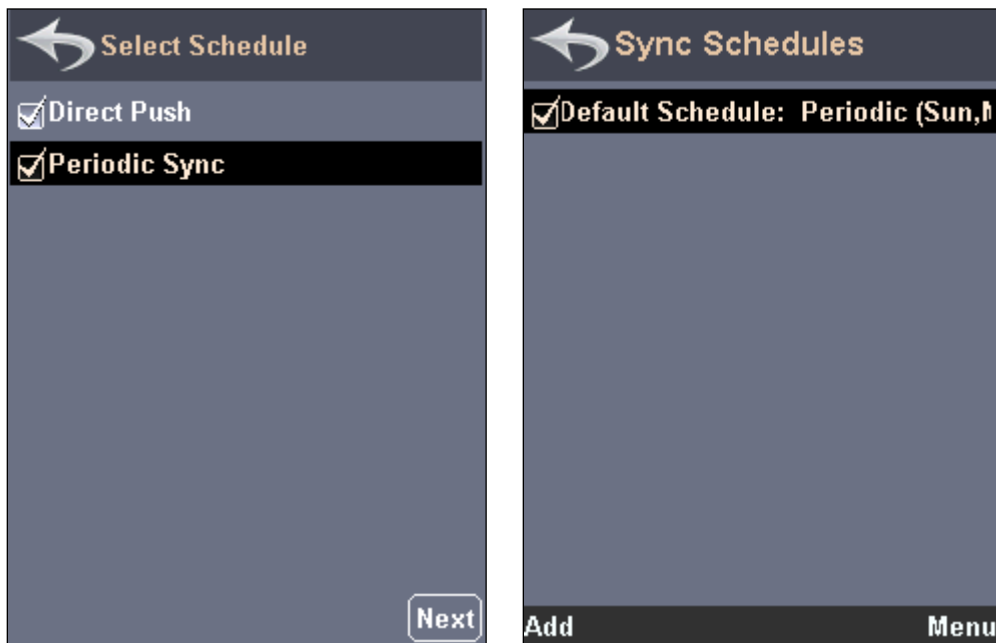 Select Schedule
Direct Push
Periodic Sync
Next
Sync Schedules
Default Schedule: Periodic (Sun,
Add
Menu